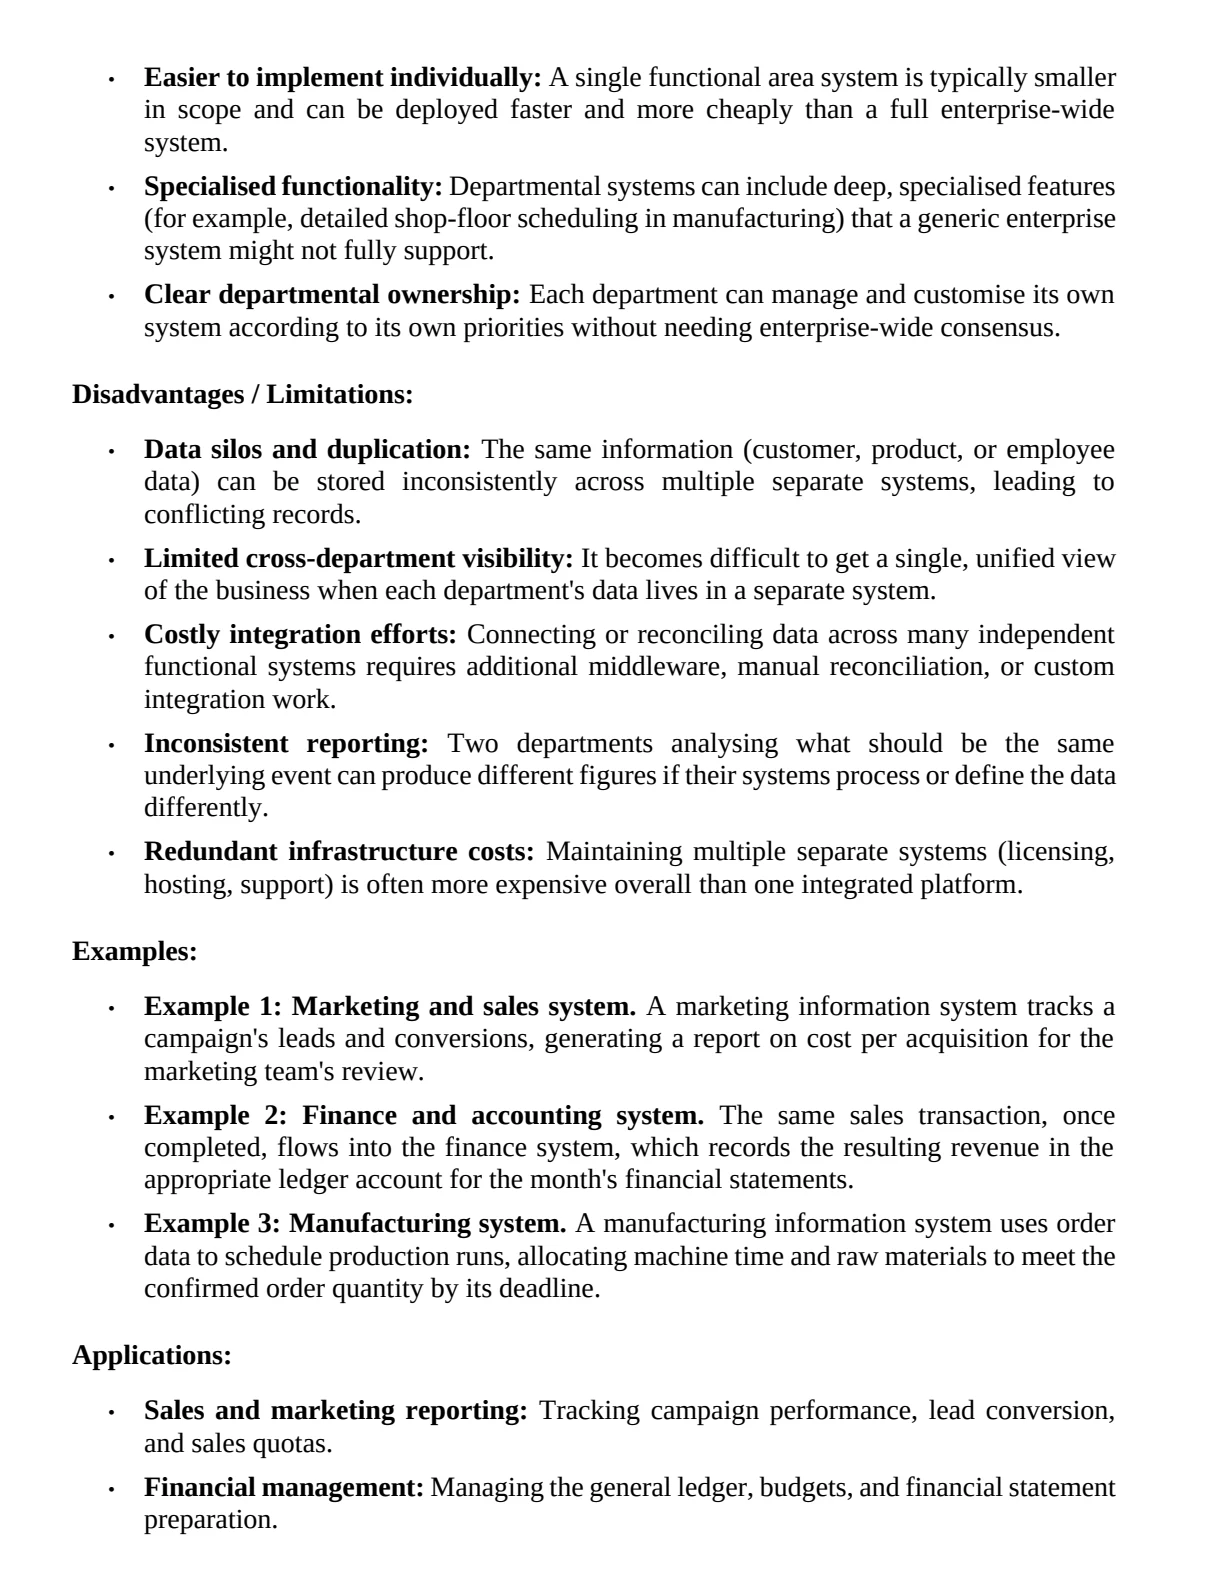 • Easier to implement individually: A single functional area system is typically smaller
in scope and can be deployed faster and more cheaply than a full enterprise-wide
system.
• Specialised functionality: Departmental systems can include deep, specialised features
(for example, detailed shop-floor scheduling in manufacturing) that a generic enterprise
system might not fully support.
• Clear departmental ownership: Each department can manage and customise its own
system according to its own priorities without needing enterprise-wide consensus.
Disadvantages / Limitations:
• Data silos and duplication: The same information (customer, product, or employee
data) can be stored inconsistently across multiple separate systems, leading to
conflicting records.
• Limited cross-department visibility: It becomes difficult to get a single, unified view
of the business when each department's data lives in a separate system.
• Costly integration efforts: Connecting or reconciling data across many independent
functional systems requires additional middleware, manual reconciliation, or custom
integration work.
• Inconsistent reporting: Two departments analysing what should be the same
underlying event can produce different figures if their systems process or define the data
differently.
• Redundant infrastructure costs: Maintaining multiple separate systems (licensing,
hosting, support) is often more expensive overall than one integrated platform.
Examples:
• Example 1: Marketing and sales system. A marketing information system tracks a
campaign's leads and conversions, generating a report on cost per acquisition for the
marketing team's review.
• Example 2: Finance and accounting system. The same sales transaction, once
completed, flows into the finance system, which records the resulting revenue in the
appropriate ledger account for the month's financial statements.
• Example 3: Manufacturing system. A manufacturing information system uses order
data to schedule production runs, allocating machine time and raw materials to meet the
confirmed order quantity by its deadline.
Applications:
• Sales and marketing reporting: Tracking campaign performance, lead conversion,
and sales quotas.
• Financial management: Managing the general ledger, budgets, and financial statement
preparation.